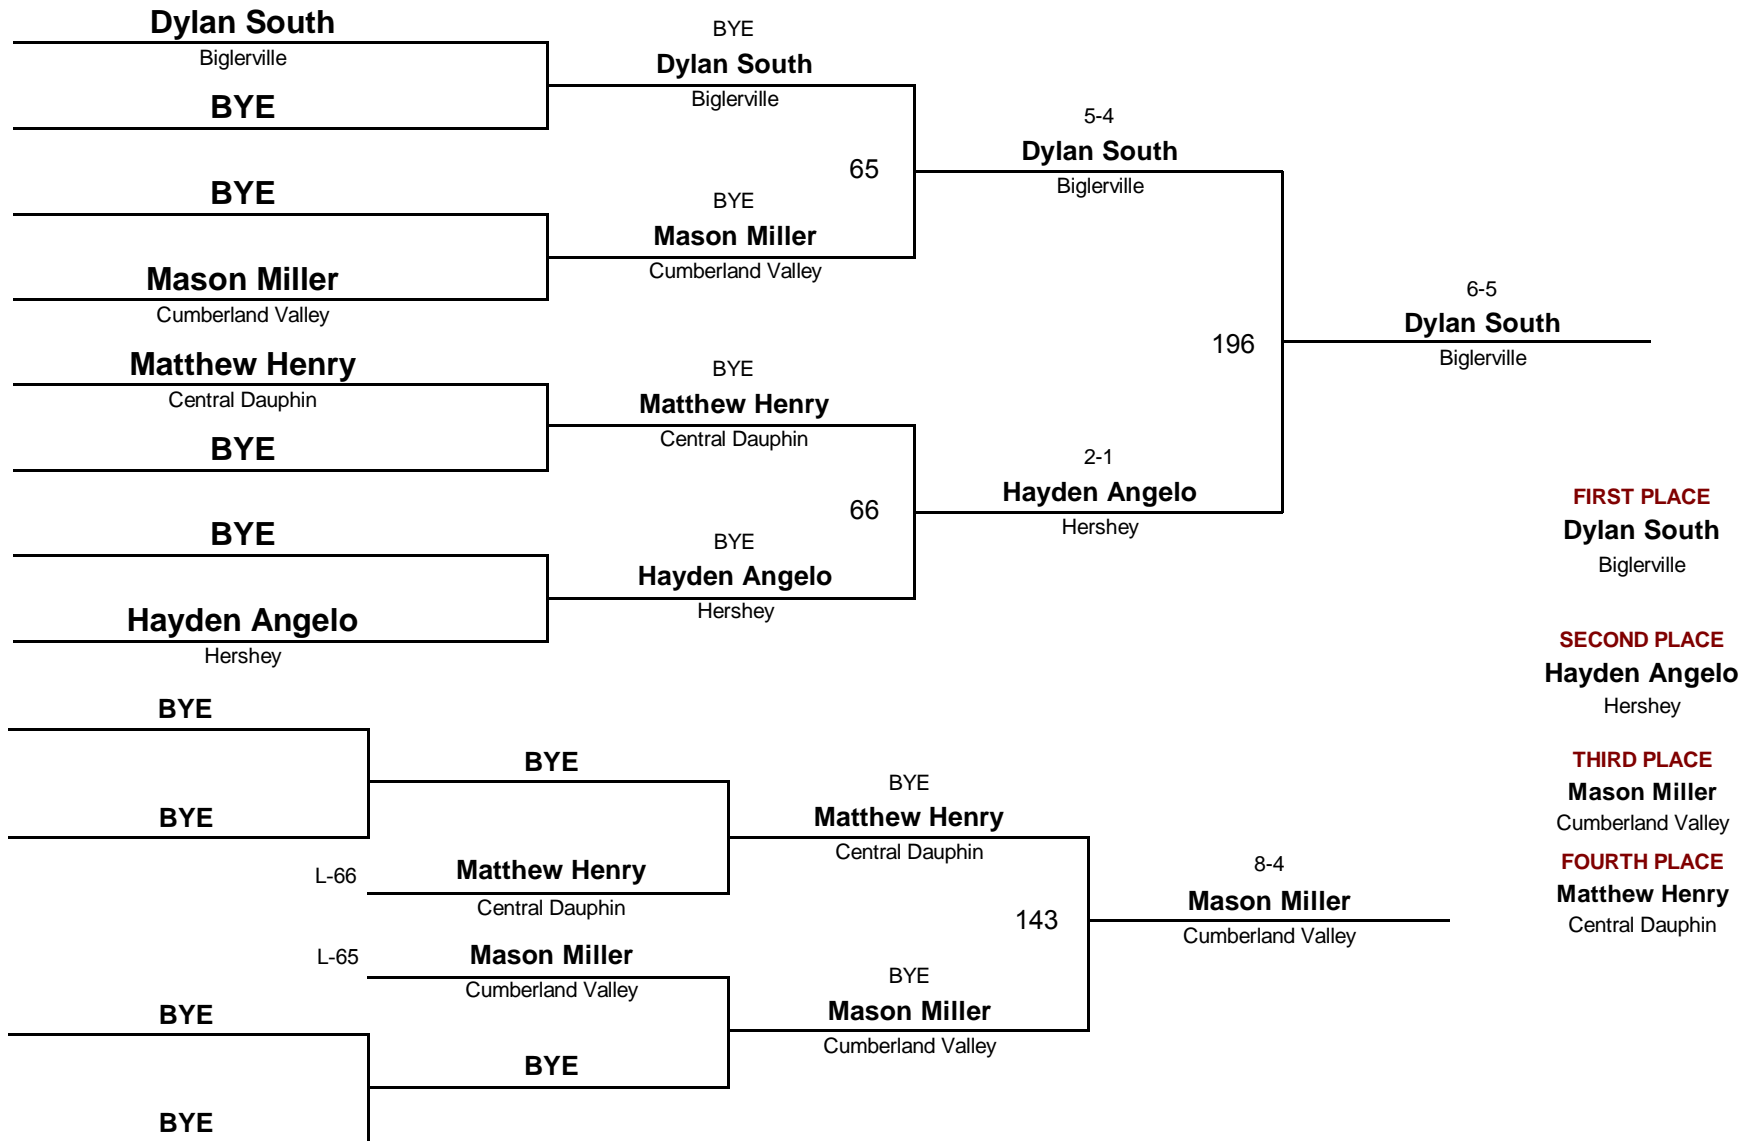 Dylan South
Biglerville
BYE
BYE
Mason Miller
Cumberland Valley
Matthew Henry
Central Dauphin
BYE
BYE
Hayden Angelo
Hershey
BYE
Dylan South
Biglerville
65
BYE
Mason Miller
Cumberland Valley
BYE
Matthew Henry
Central Dauphin
66
BYE
Hayden Angelo
Hershey
5-4
Dylan South
Biglerville
196
2-1
Hayden Angelo
Hershey
6-5
Dylan South
Biglerville
FIRST PLACE
Dylan South
Biglerville
SECOND PLACE
Hayden Angelo
Hershey
THIRD PLACE
Mason Miller
Cumberland Valley
FOURTH PLACE
Matthew Henry
Central Dauphin
BYE
BYE
BYE
BYE
BYE
L-66
Matthew Henry
Central Dauphin
L-65
Mason Miller
Cumberland Valley
BYE
BYE
Matthew Henry
Central Dauphin
143
BYE
Mason Miller
Cumberland Valley
8-4
Mason Miller
Cumberland Valley